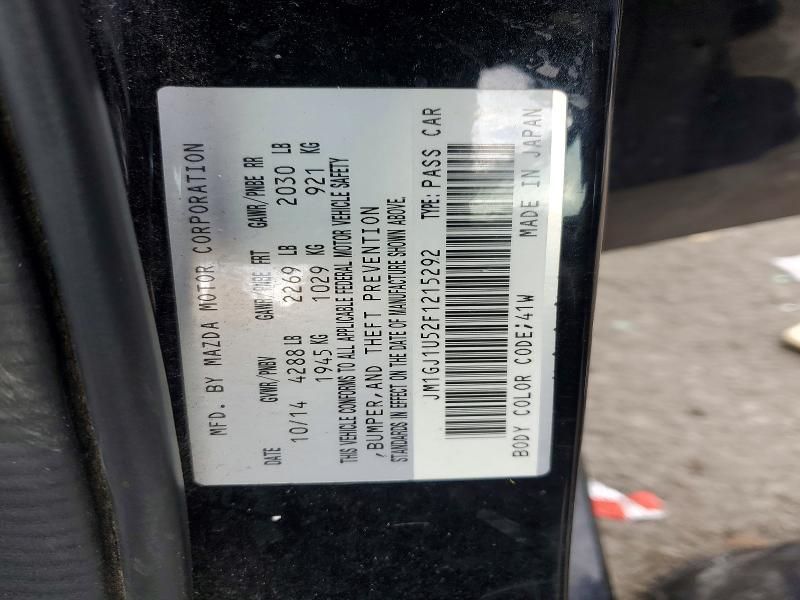 MFD. BY MAZDA MOTOR CORPORATION
DATE GVWR/PNBV GAWR/PNBE FRT GAWR/PNBE RR
10/14 4288 LB 2269 LB 2030 LB
1945 KG 1029 KG 921 KG
THIS VEHICLE CONFORMS TO ALL APPLICABLE FEDERAL MOTOR VEHICLE SAFETY
,BUMPER,AND THEFT PREVENTION
STANDARDS IN EFFECT ON THE DATE OF MANUFACTURE SHOWN ABOVE.
JM1GJ1U52F1215292 TYPE: PASS CAR
BODY COLOR CODE;41W MADE IN JAPAN